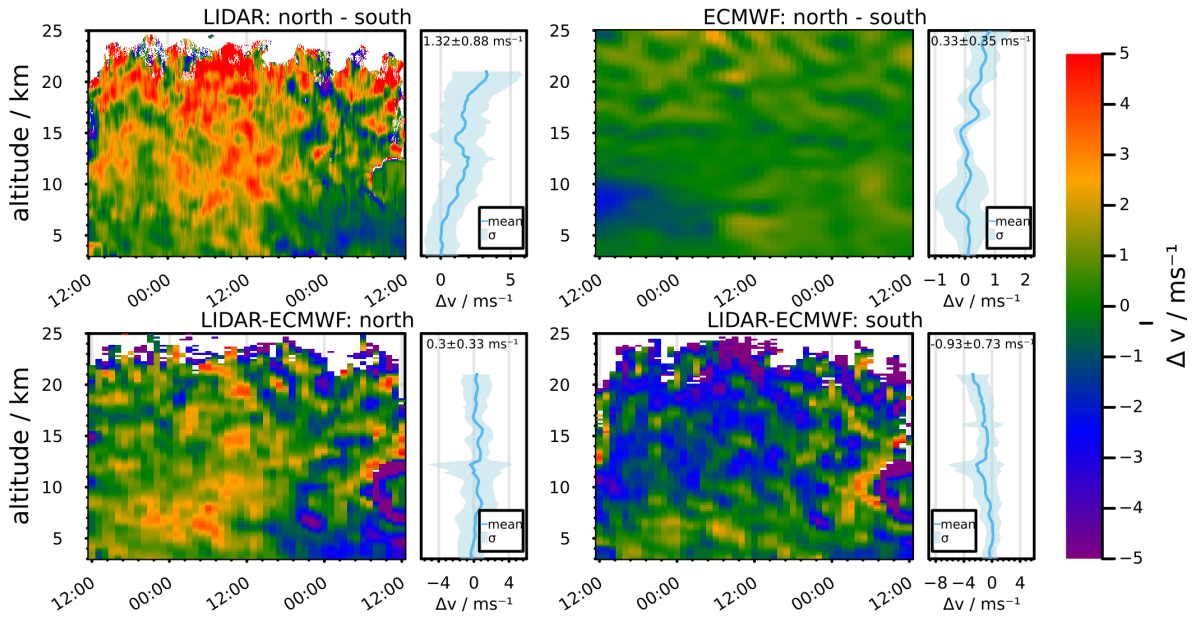 LIDAR: north - south
ECMWF: north - south
25
20
15
10
5
altitude / km
12:00
00:00
12:00
00:00
12:00
1.32±0.88 ms⁻¹
mean
σ
0
5
Δv / ms⁻¹
25
20
15
10
5
12:00
00:00
12:00
00:00
12:00
0.33±0.35 ms⁻¹
mean
σ
−1
0
1
2
Δv / ms⁻¹
LIDAR-ECMWF: north
LIDAR-ECMWF: south
25
20
15
10
5
altitude / km
12:00
00:00
12:00
00:00
12:00
0.3±0.33 ms⁻¹
mean
σ
−4
0
4
Δv / ms⁻¹
25
20
15
10
5
12:00
00:00
12:00
00:00
12:00
-0.93±0.73 ms⁻¹
mean
σ
−8
−4
0
4
Δv / ms⁻¹
5
4
3
2
1
0
−1
−2
−3
−4
−5
Δ v / ms⁻¹